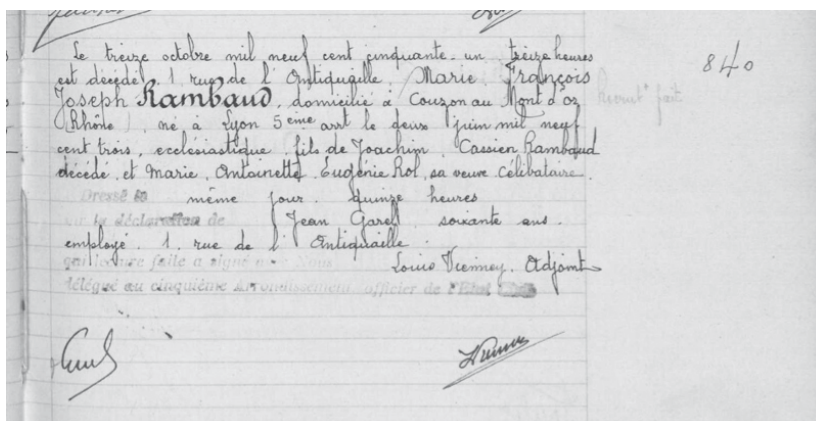 Le treize octobre mil neuf cent cinquante un treize heures
est décédé, 1, rue de l'Antiquaille, Marie François
Joseph Rambaud, domicilié à Couzon au Mont d'Or
(Rhône), né à Lyon 5eme arrt le deux juin mil neuf
cent trois, ecclésiastique, fils de Joachim, Cassien Rambaud
décédé, et Marie, Antoinette, Eugénie Rol, sa veuve. Célibataire.
Dressé le même jour, quinze heures
sur la déclaration de Jean Garel, soixante ans,
employé, 1, rue de l'Antiquaille.
qui lecture faite a signé avec Nous Louis Vienney, Adjoint
délégué au cinquième Arrondissement, officier de l'Etat Civil
840
fait